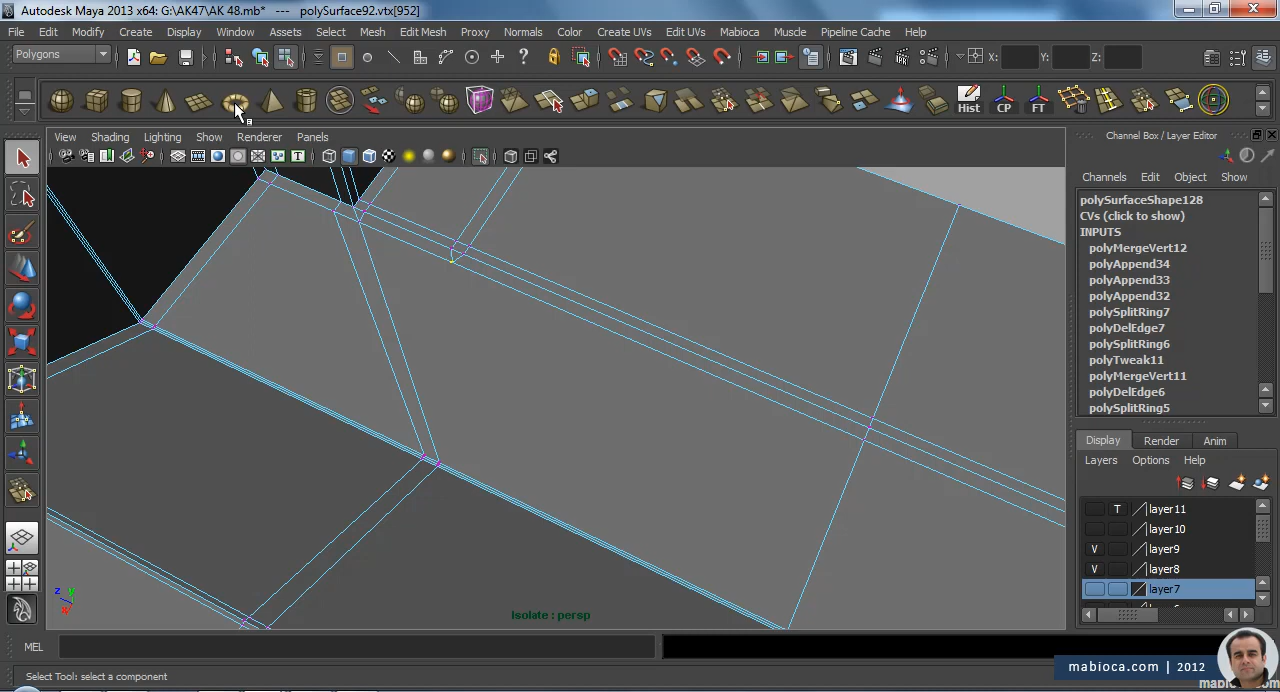 Autodesk Maya 2013 x64: G:\AK47\AK 48.mb* --- polySurface92.vtx[952]
File Edit Modify Create Display Window Assets Select Mesh Edit Mesh Proxy Normals Color Create UVs Edit UVs Mabioca Muscle Pipeline Cache Help
Polygons X: Y: Z:
Hist CP FT
View Shading Lighting Show Renderer Panels
Channel Box / Layer Editor
Channels Edit Object Show
polySurfaceShape128
CVs (click to show)
INPUTS
polyMergeVert12
polyAppend34
polyAppend33
polyAppend32
polySplitRing7
polyDelEdge7
polySplitRing6
polyTweak11
polyMergeVert11
polyDelEdge6
polySplitRing5
Display Render Anim
Layers Options Help
T layer11
layer10
V layer9
V layer8
layer7
z y x
Isolate : persp
MEL
mabioca.com | 2012
Select Tool: select a component